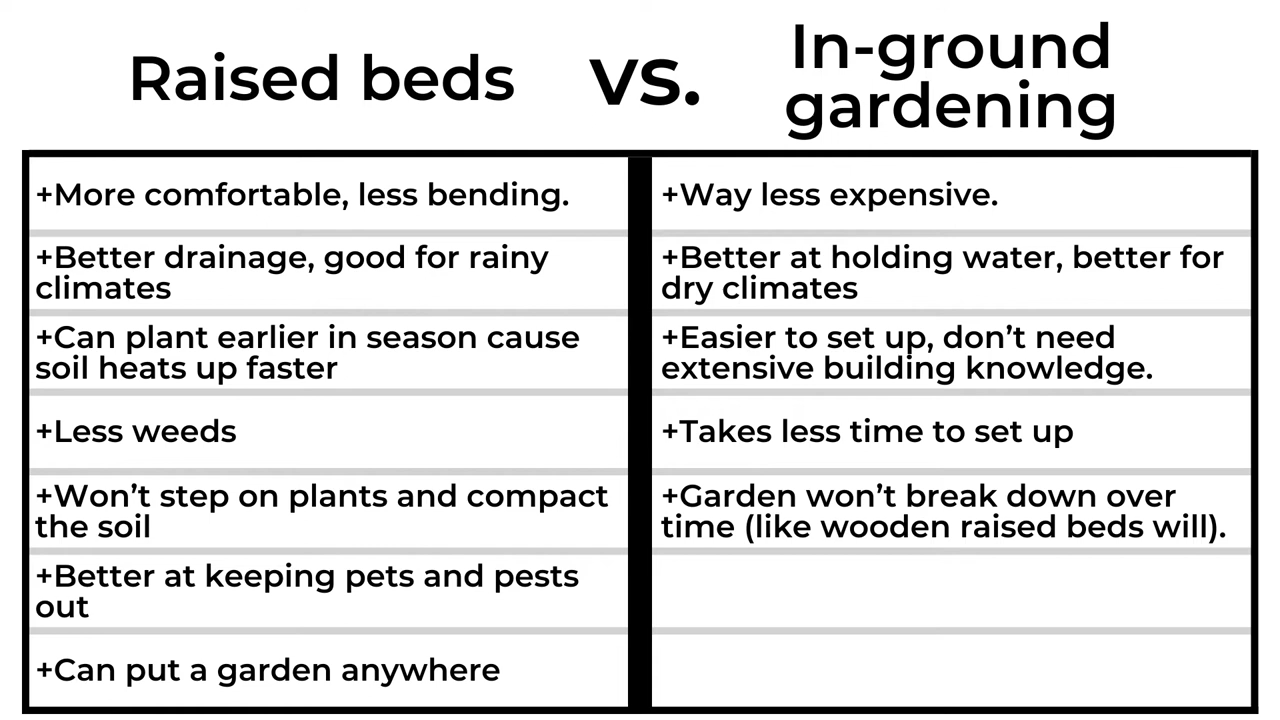 Raised beds
VS.
In-ground
gardening
+More comfortable, less bending.
+Better drainage, good for rainy
climates
+Can plant earlier in season cause
soil heats up faster
+Less weeds
+Won't step on plants and compact
the soil
+Better at keeping pets and pests
out
+Can put a garden anywhere
+Way less expensive.
+Better at holding water, better for
dry climates
+Easier to set up, don't need
extensive building knowledge.
+Takes less time to set up
+Garden won't break down over
time (like wooden raised beds will).